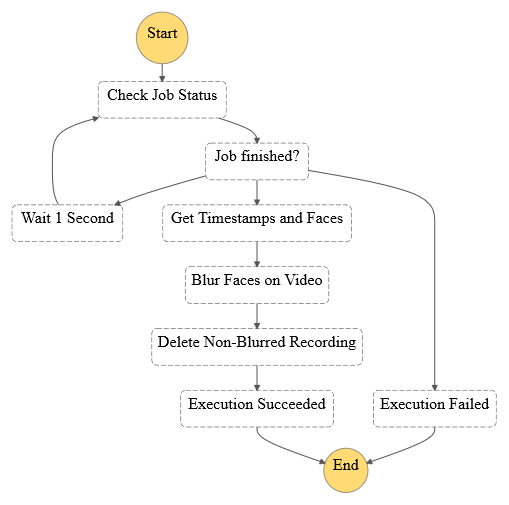 Start
Check Job Status
Job finished?
Wait 1 Second
Get Timestamps and Faces
Blur Faces on Video
Delete Non-Blurred Recording
Execution Succeeded
Execution Failed
End